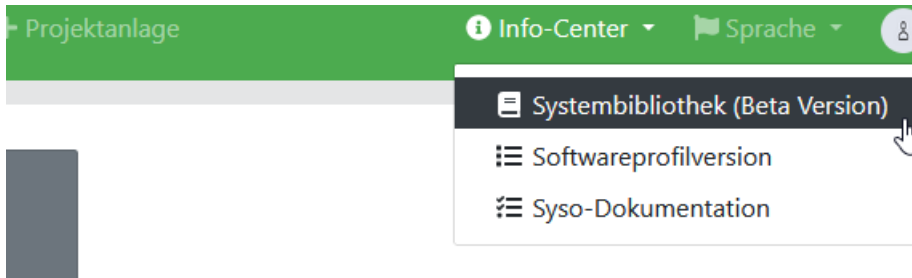 Projektanlage Info-Center Sprache
Systembibliothek (Beta Version)
Softwareprofilversion
Syso-Dokumentation